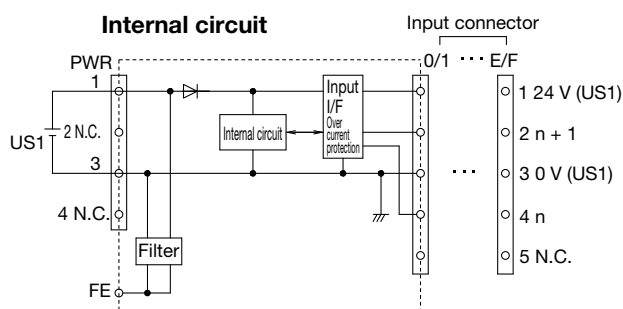 Internal circuit
Input connector
PWR
0/1 ··· E/F
1
US1
2 N.C.
3
4 N.C.
FE
Filter
Internal circuit
Input
I/F
Over
current
protection
···
1 24 V (US1)
2 n + 1
3 0 V (US1)
4 n
5 N.C.